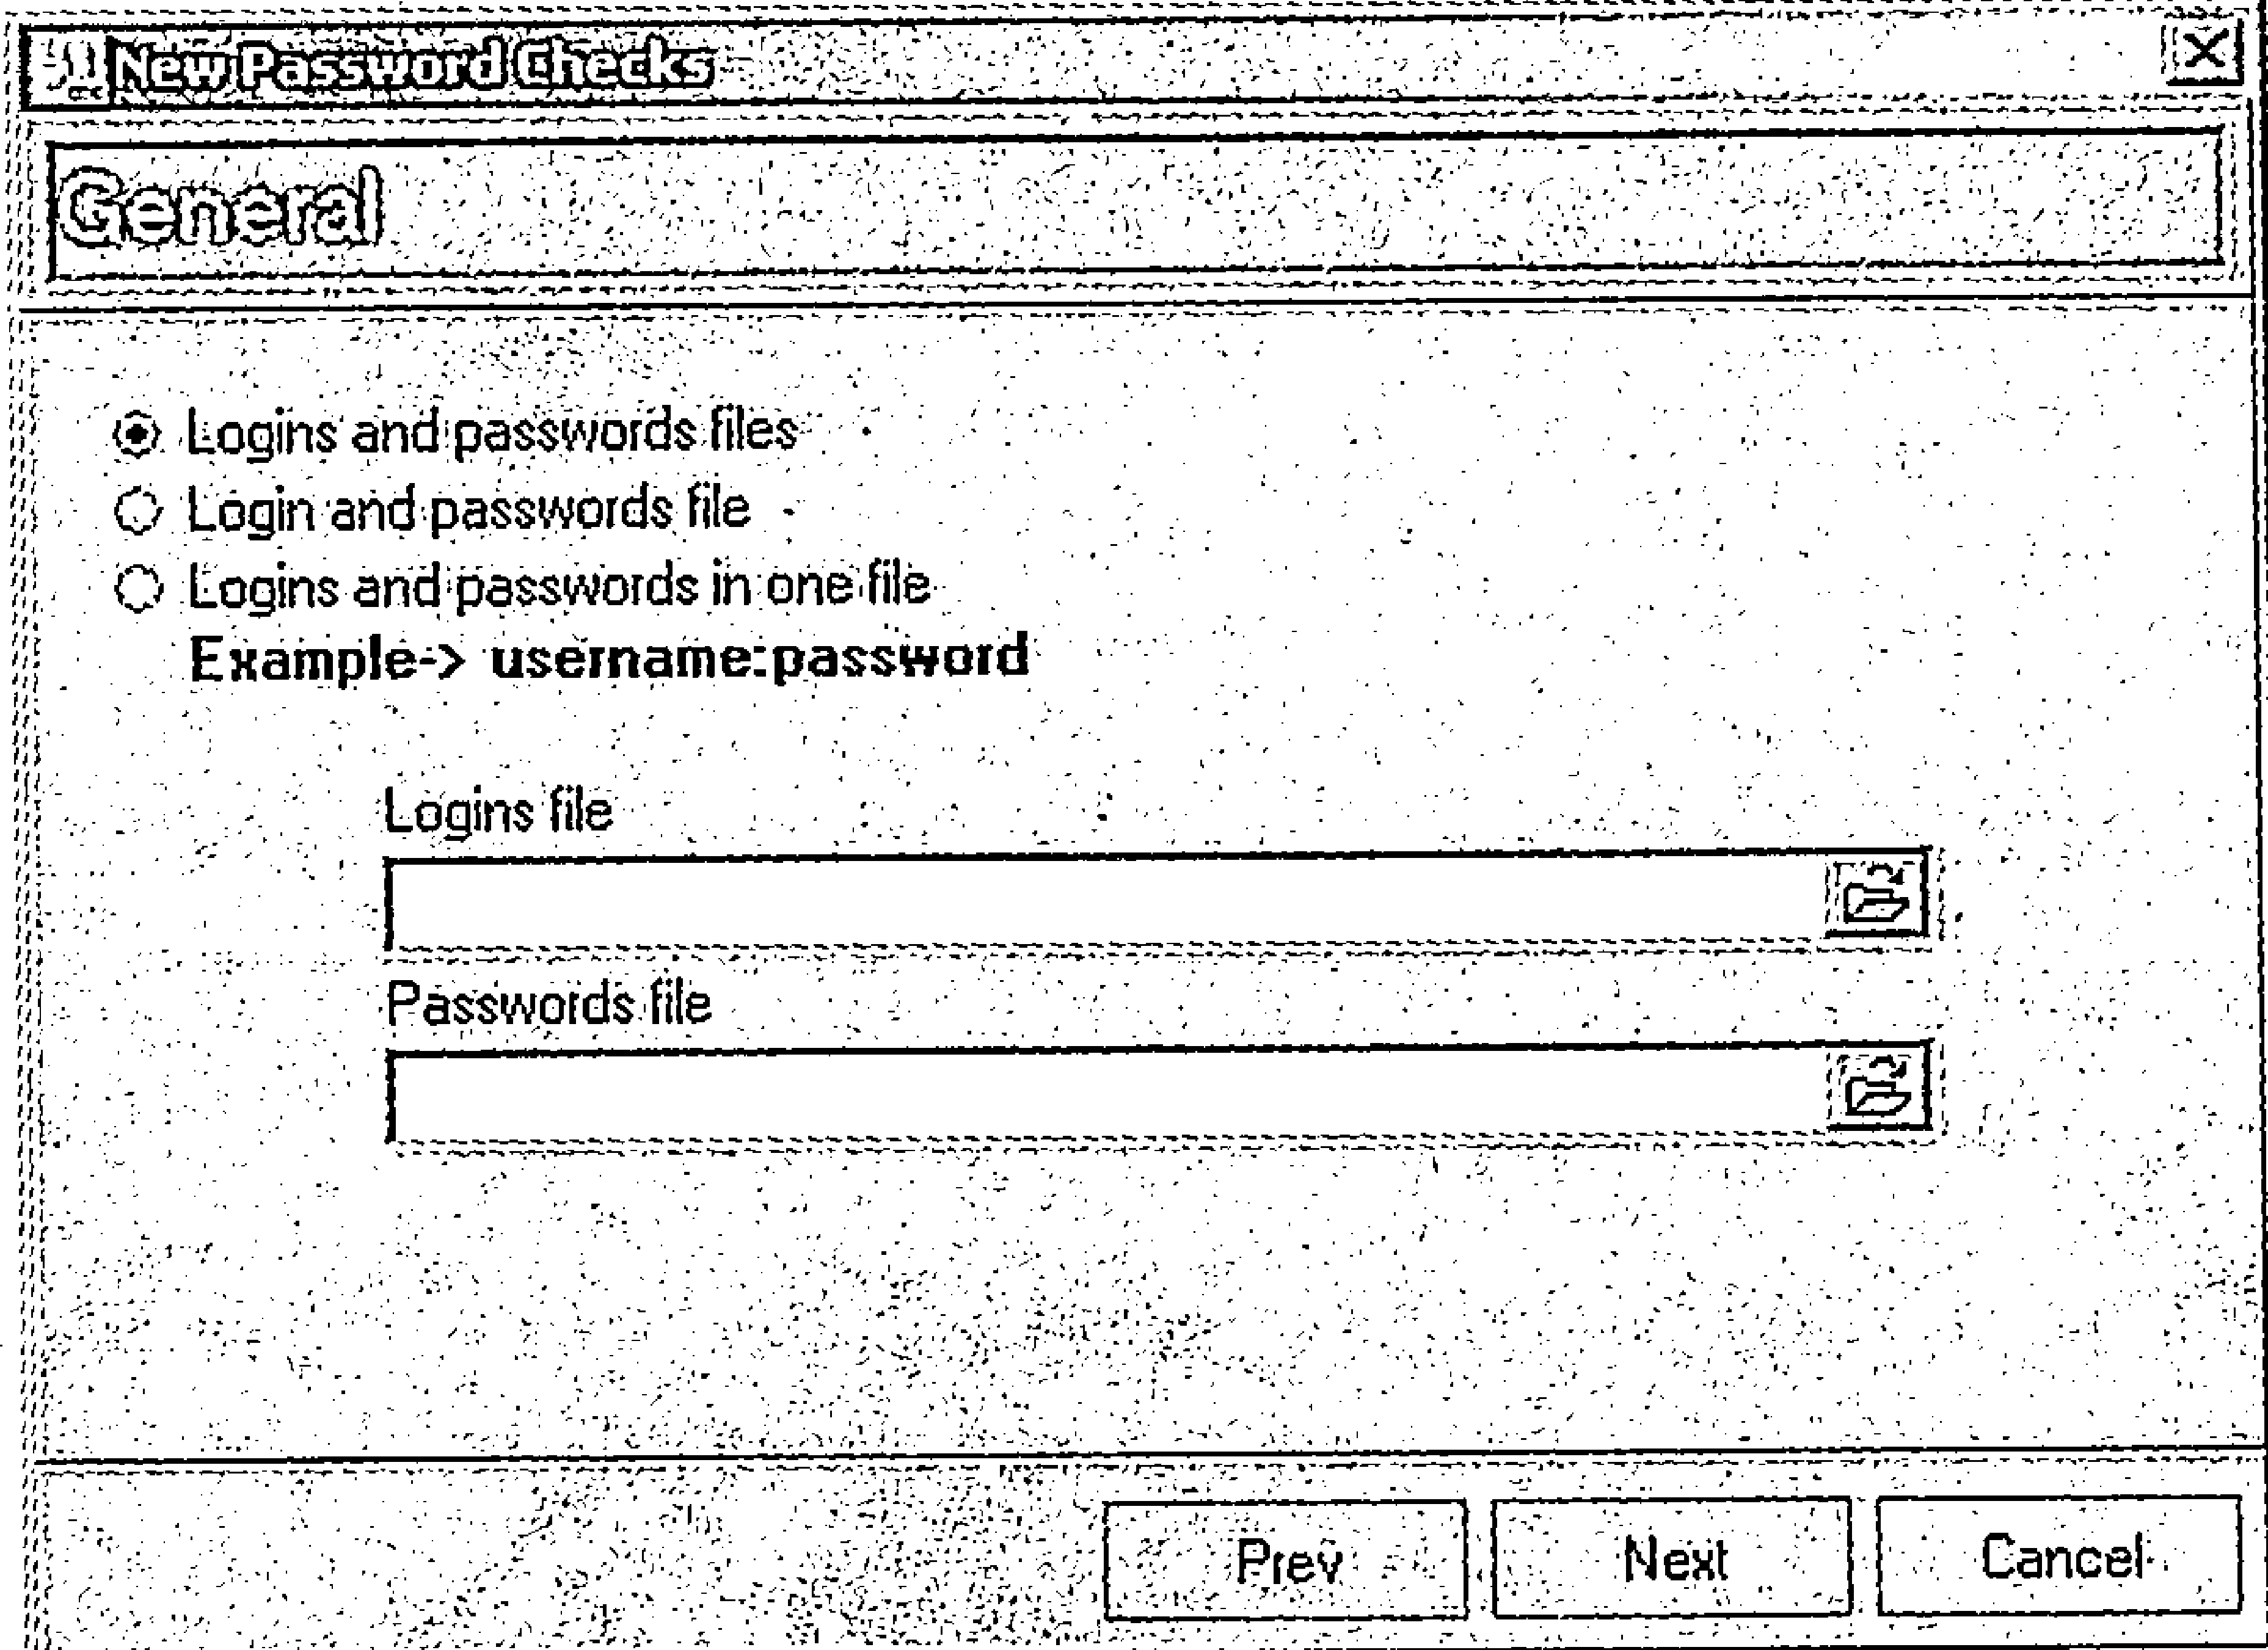 New Password Checks
General
Logins and passwords files
Login and passwords file
Logins and passwords in one file
Example-> username:password
Logins file
Passwords file
Prev Next Cancel